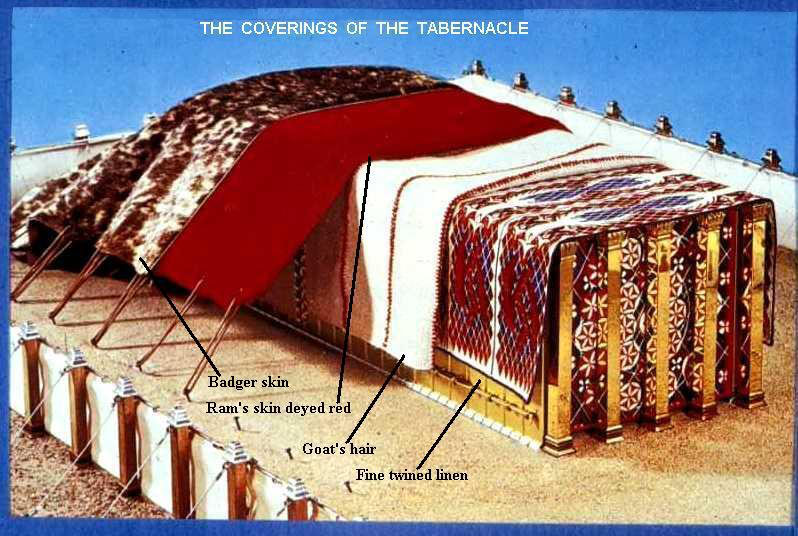 THE COVERINGS OF THE TABERNACLE
Badger skin
Ram's skin deyed red
Goat's hair
Fine twined linen